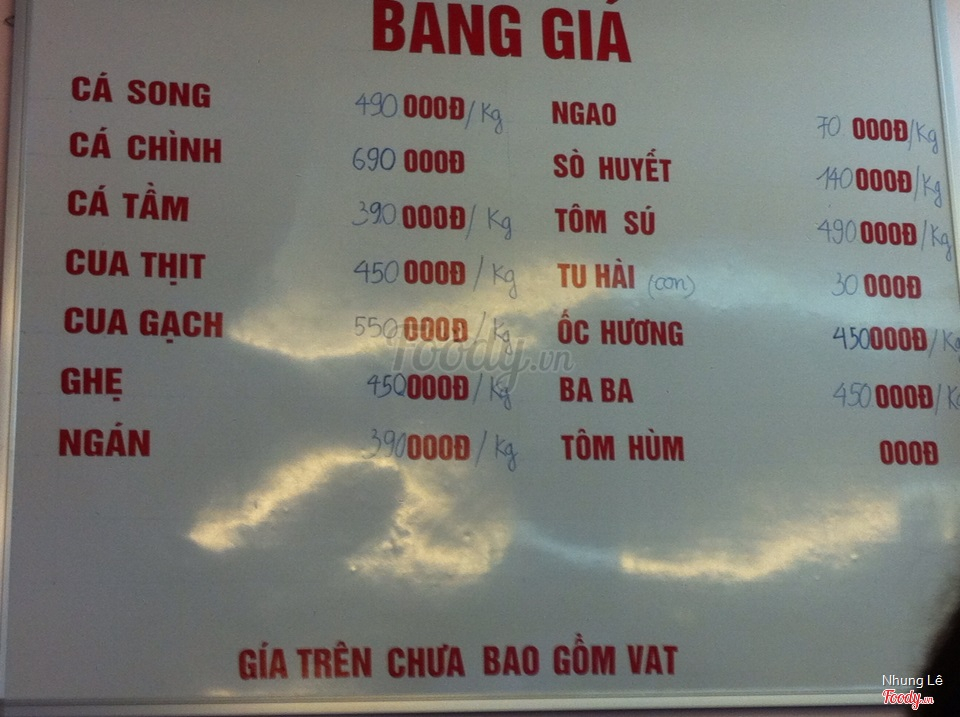 BẢNG GIÁ
CÁ SONG 490 000Đ/Kg
CÁ CHÌNH 690 000Đ
CÁ TẦM 390 000Đ/Kg
CUA THỊT 450 000Đ/Kg
CUA GẠCH 550 000Đ/Kg
GHẸ 450 000Đ/Kg
NGÁN 390 000Đ/Kg
NGAO 70 000Đ/Kg
SÒ HUYẾT 140 000Đ/Kg
TÔM SÚ 490 000Đ/Kg
TU HÀI (con) 30 000Đ
ỐC HƯƠNG 450 000Đ/Kg
BA BA 450 000Đ/Kg
TÔM HÙM 000Đ
GÍA TRÊN CHƯA BAO GỒM VAT
foody.vn
Nhung Lê
Foody.vn